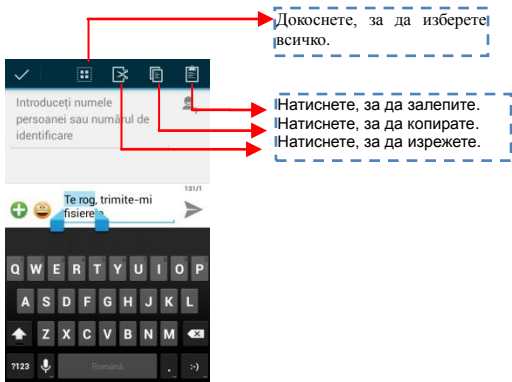 Докоснете, за да изберете
всичко.
Натиснете, за да залепите.
Натиснете, за да копирате.
Натиснете, за да изрежете.
Introduceți numele
persoanei sau numărul de
identificare
131/1
Te rog, trimite-mi
fisierele
Q W E R T Y U I O P
A S D F G H J K L
Z X C V B N M
?123 Română . :-)